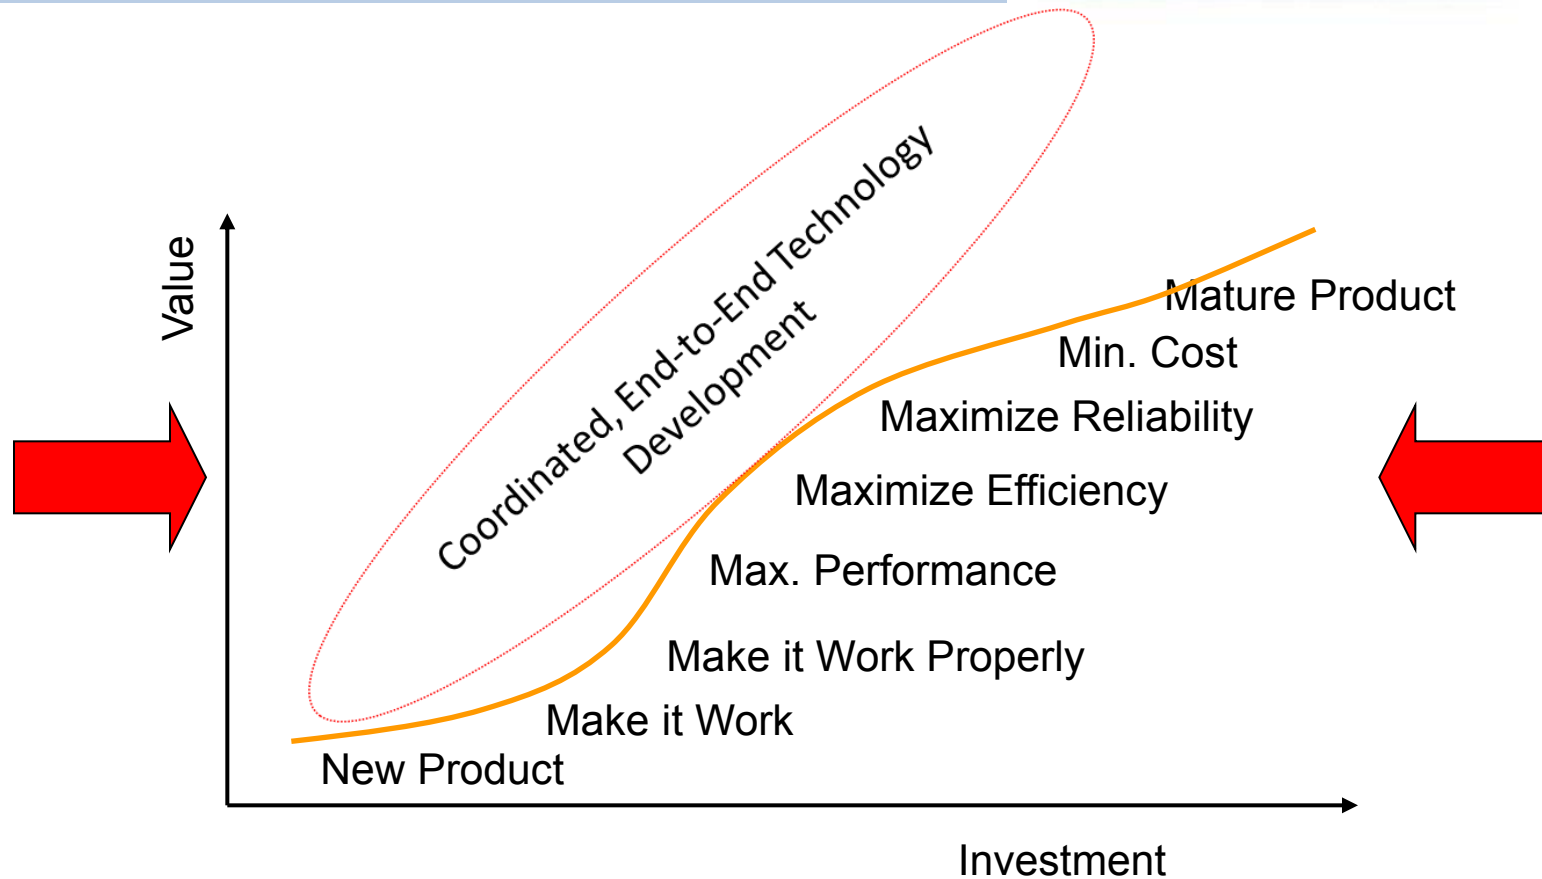 Coordinated, End-to-End Technology
Development
Value
Mature Product
Min. Cost
Maximize Reliability
Maximize Efficiency
Max. Performance
Make it Work Properly
Make it Work
New Product
Investment